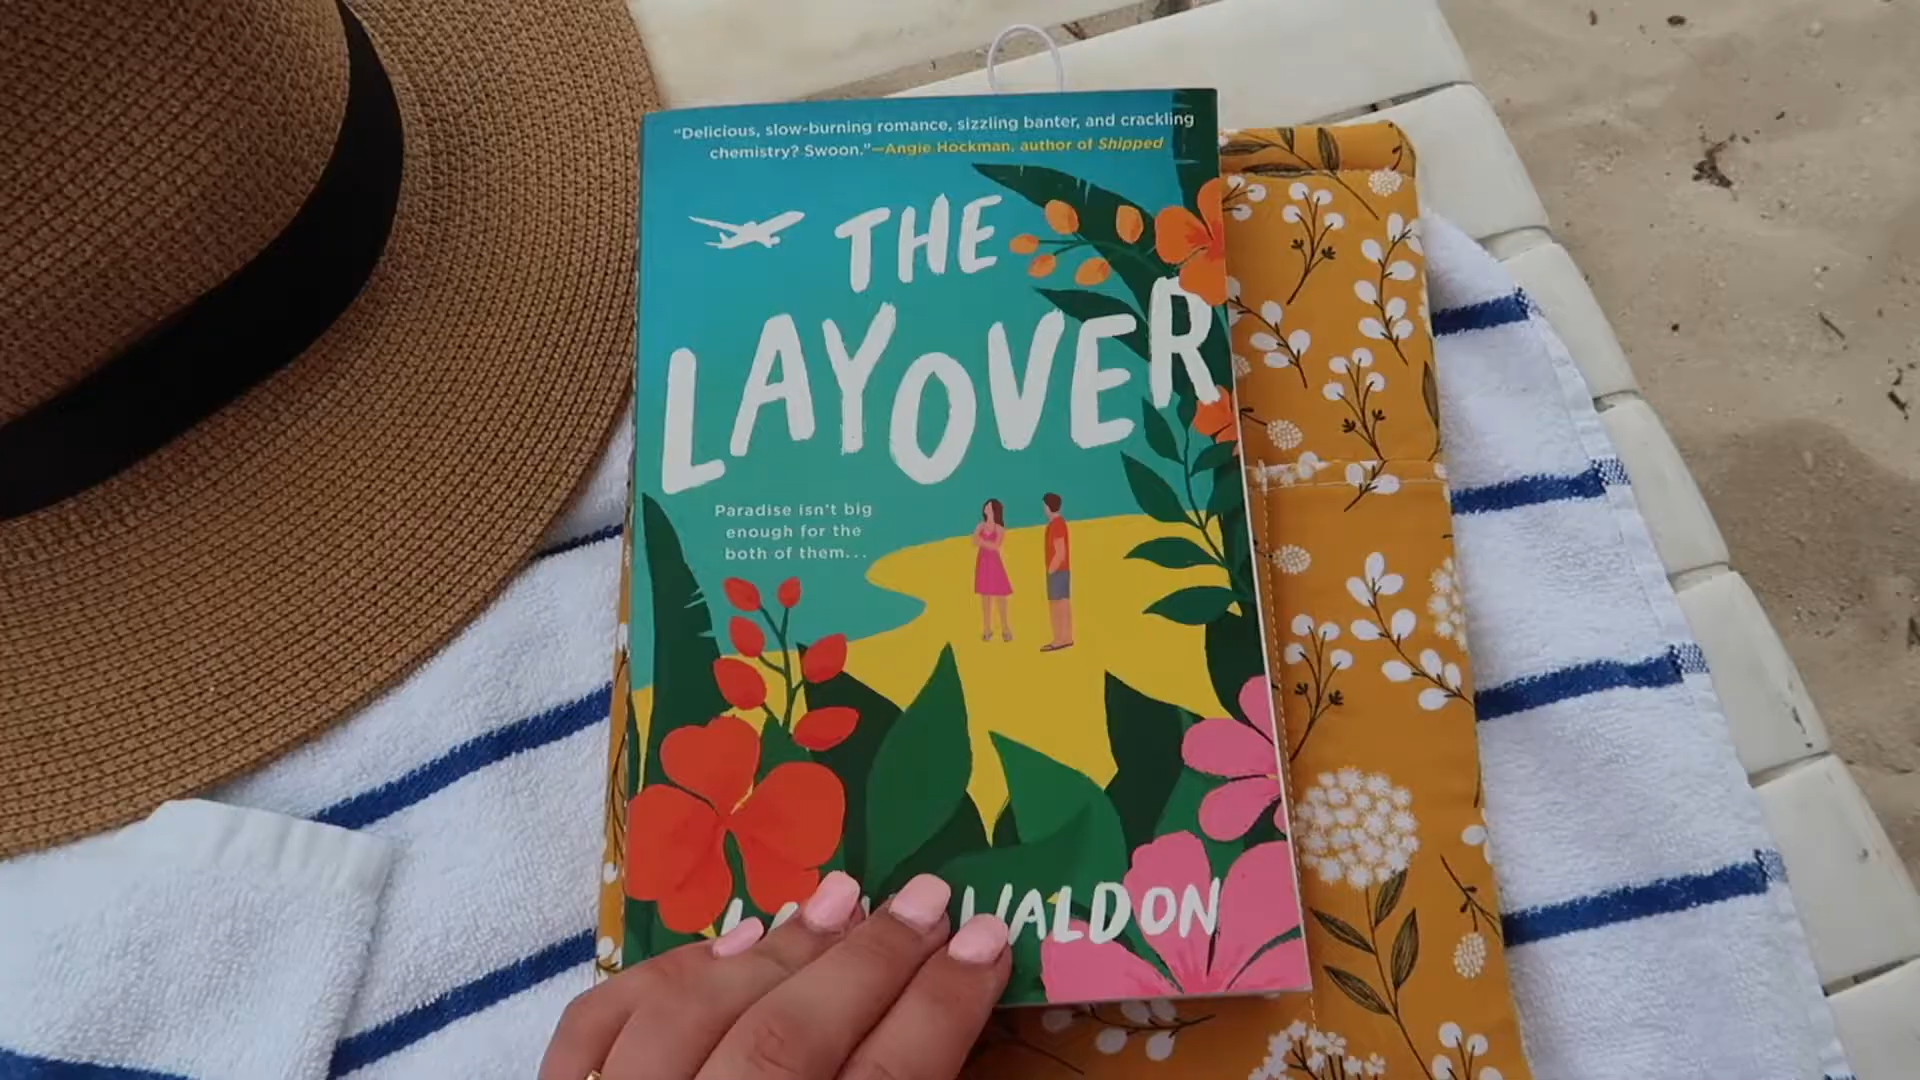 “Delicious, slow-burning romance, sizzling banter, and crackling
chemistry? Swoon.”—Angie Hockman, author of Shipped
THE
LAYOVER
Paradise isn't big
enough for the
both of them...
WALDON